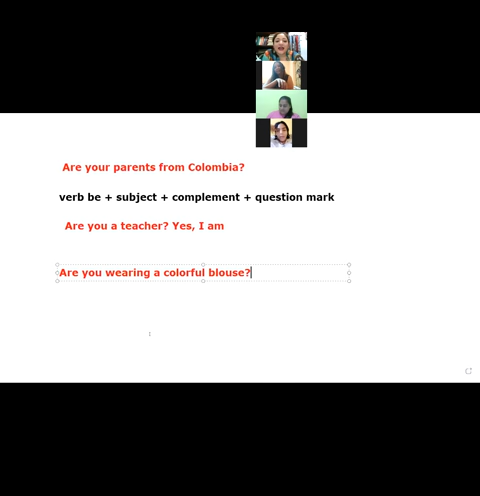 Are your parents from Colombia?
verb be + subject + complement + question mark
Are you a teacher? Yes, I am
Are you wearing a colorful blouse?